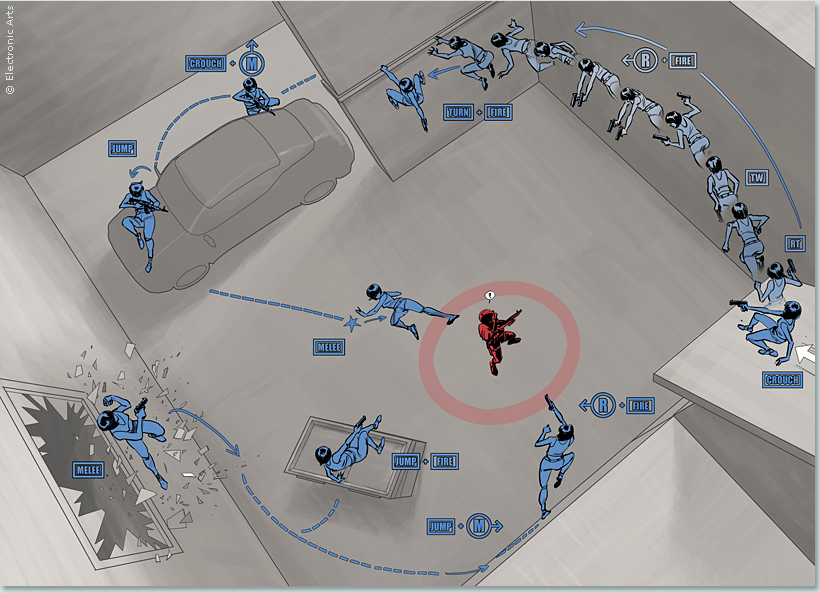 © Electronic Arts
CROUCH + M
JUMP
TURN + FIRE
R + FIRE
TW
RT
CROUCH
MELEE
R + FIRE
MELEE
JUMP + FIRE
JUMP + M